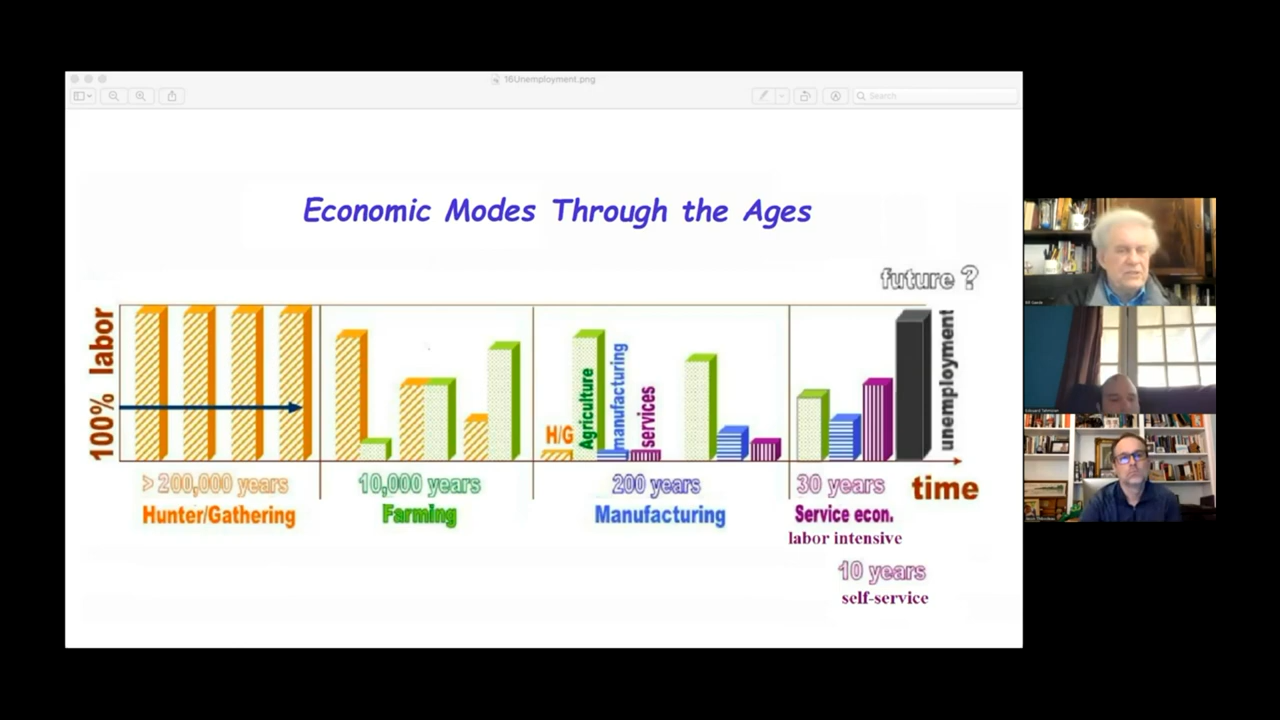 16Unemployment.png
Search
Economic Modes Through the Ages
future ?
100% labor
H/G
Agriculture
manufacturing
services
unemployment
> 200,000 years
10,000 years
200 years
30 years
time
Hunter/Gathering
Farming
Manufacturing
Service econ.
labor intensive
10 years
self-service